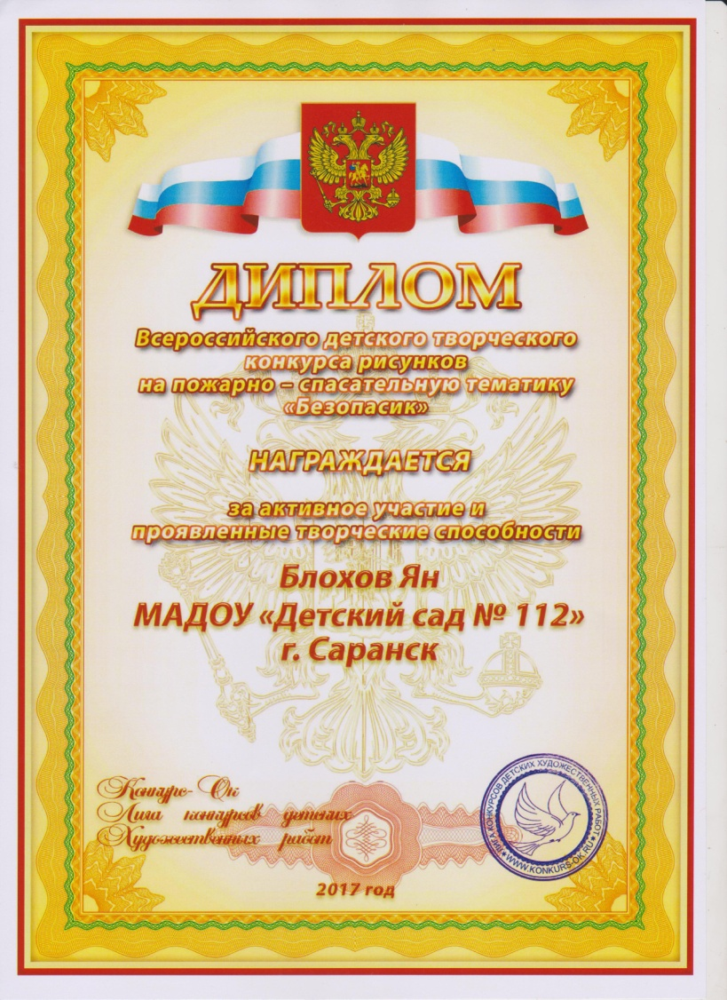 ДИПЛОМ
Всероссийского детского творческого
конкурса рисунков
на пожарно – спасательную тематику
«Безопасик»
НАГРАЖДАЕТСЯ
за активное участие и
проявленные творческие способности
Блохов Ян
МАДОУ «Детский сад № 112»
г. Саранск
Конкурс-Ок
Лига конкурсов детских
Художественных работ
ЛИГА КОНКУРСОВ ДЕТСКИХ ХУДОЖЕСТВЕННЫХ РАБОТ
WWW.KONKURS-OK.RU
2017 год